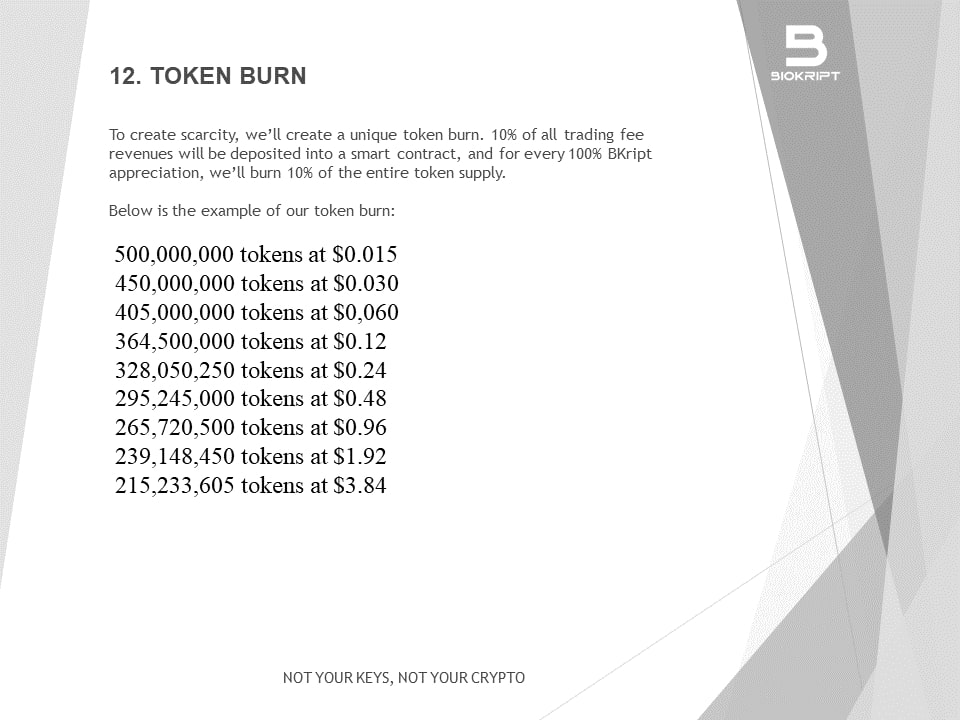 BIOKRIPT
12. TOKEN BURN
To create scarcity, we’ll create a unique token burn. 10% of all trading fee
revenues will be deposited into a smart contract, and for every 100% BKript
appreciation, we’ll burn 10% of the entire token supply.
Below is the example of our token burn:
500,000,000 tokens at $0.015
450,000,000 tokens at $0.030
405,000,000 tokens at $0,060
364,500,000 tokens at $0.12
328,050,250 tokens at $0.24
295,245,000 tokens at $0.48
265,720,500 tokens at $0.96
239,148,450 tokens at $1.92
215,233,605 tokens at $3.84
NOT YOUR KEYS, NOT YOUR CRYPTO